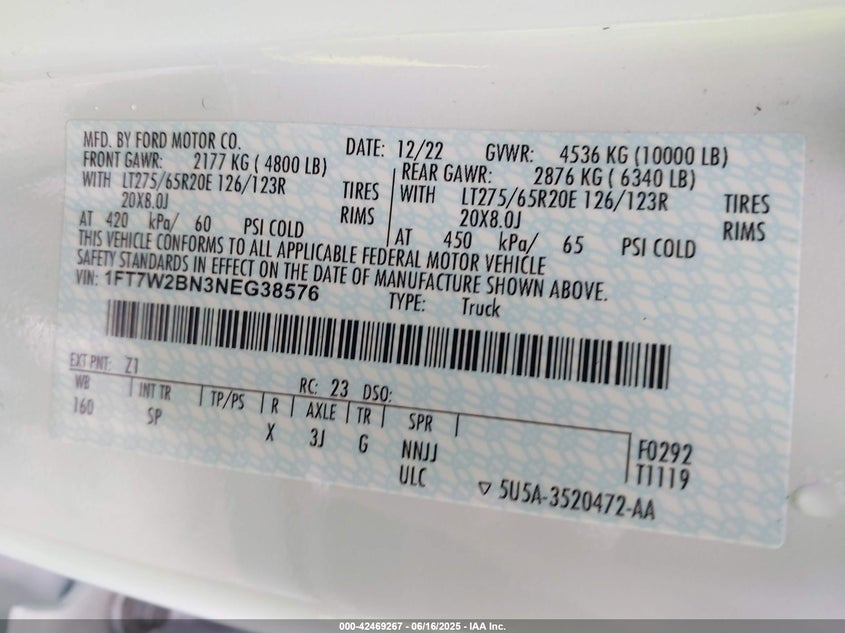 MFD. BY FORD MOTOR CO. DATE: 12/22 GVWR: 4536 KG (10000 LB)
FRONT GAWR: 2177 KG ( 4800 LB) REAR GAWR: 2876 KG ( 6340 LB)
WITH LT275/65R20E 126/123R TIRES WITH LT275/65R20E 126/123R TIRES
20X8.0J RIMS 20X8.0J RIMS
AT 420 kPa/ 60 PSI COLD AT 450 kPa/ 65 PSI COLD
THIS VEHICLE CONFORMS TO ALL APPLICABLE FEDERAL MOTOR VEHICLE
SAFETY STANDARDS IN EFFECT ON THE DATE OF MANUFACTURE SHOWN ABOVE.
VIN: 1FT7W2BN3NEG38576 TYPE: Truck
EXT PNT: Z1 RC: 23 DSO:
WB INT TR TP/PS R AXLE TR SPR
160 SP X 3J G NNJJ F0292
ULC T1119
5U5A-3520472-AA
000-42469267 - 06/16/2025 - IAA Inc.